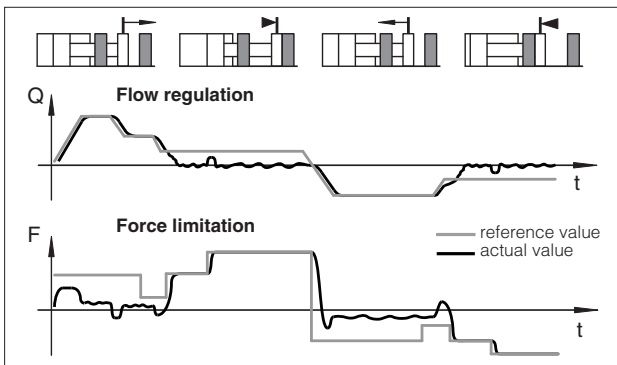 Q
Flow regulation
t
F
Force limitation
reference value
actual value
t